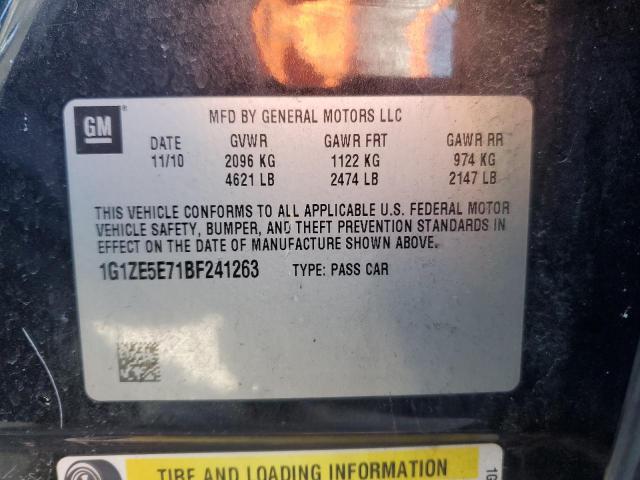 GM
MFD BY GENERAL MOTORS LLC
DATE GVWR GAWR FRT GAWR RR
11/10 2096 KG 1122 KG 974 KG
4621 LB 2474 LB 2147 LB
THIS VEHICLE CONFORMS TO ALL APPLICABLE U.S. FEDERAL MOTOR
VEHICLE SAFETY, BUMPER, AND THEFT PREVENTION STANDARDS IN
EFFECT ON THE DATE OF MANUFACTURE SHOWN ABOVE.
1G1ZE5E71BF241263 TYPE: PASS CAR
TIRE AND LOADING INFORMATION
1G